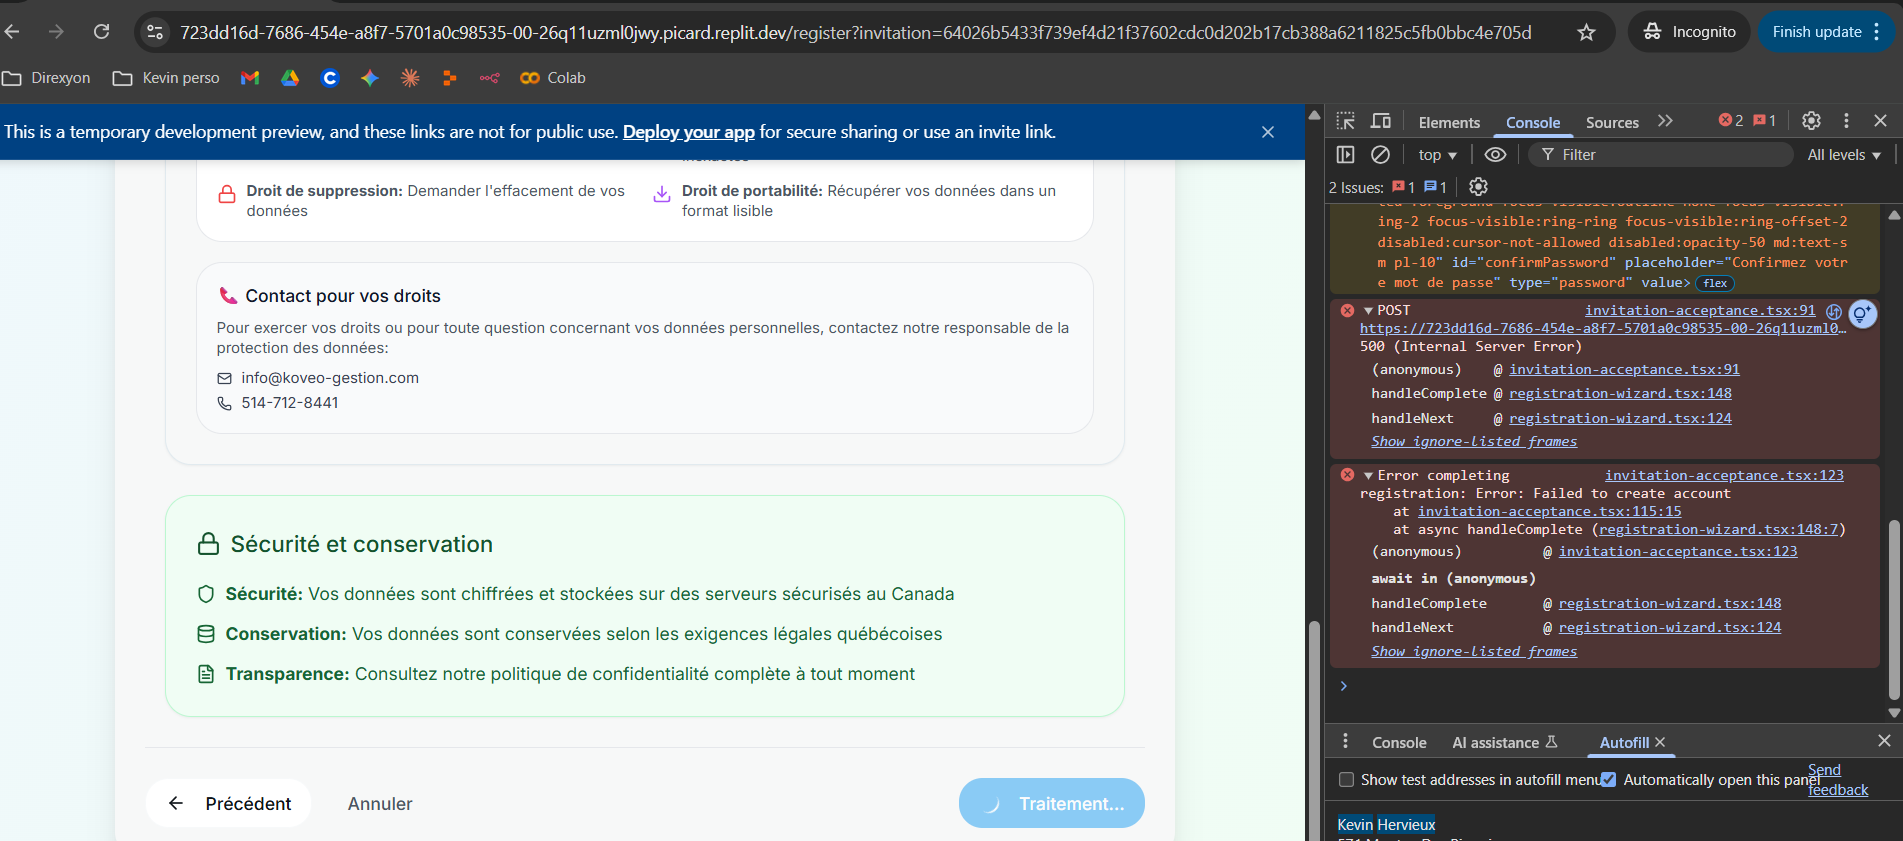 723dd16d-7686-454e-a8f7-5701a0c98535-00-26q11uzml0jwy.picard.replit.dev/register?invitation=64026b5433f739ef4d21f37602cdc0d202b17cb388a6211825c5fb0bbc4e705d
Incognito
Finish update
Direxyon
Kevin perso
Colab
This is a temporary development preview, and these links are not for public use. Deploy your app for secure sharing or use an invite link.
Droit de suppression: Demander l'effacement de vos
données
Droit de portabilité: Récupérer vos données dans un
format lisible
Contact pour vos droits
Pour exercer vos droits ou pour toute question concernant vos données personnelles, contactez notre responsable de la
protection des données:
info@koveo-gestion.com
514-712-8441
Sécurité et conservation
Sécurité: Vos données sont chiffrées et stockées sur des serveurs sécurisés au Canada
Conservation: Vos données sont conservées selon les exigences légales québécoises
Transparence: Consultez notre politique de confidentialité complète à tout moment
Précédent
Annuler
Traitement...
Elements
Console
Sources
2
1
top
Filter
All levels
2 Issues: 1 1
ing-2 focus-visible:ring-ring focus-visible:ring-offset-2
disabled:cursor-not-allowed disabled:opacity-50 md:text-s
m pl-10" id="confirmPassword" placeholder="Confirmez votr
e mot de passe" type="password" value> flex
POST invitation-acceptance.tsx:91
https://723dd16d-7686-454e-a8f7-5701a0c98535-00-26q11uzml0…
500 (Internal Server Error)
(anonymous) @ invitation-acceptance.tsx:91
handleComplete @ registration-wizard.tsx:148
handleNext @ registration-wizard.tsx:124
Show ignore-listed frames
Error completing invitation-acceptance.tsx:123
registration: Error: Failed to create account
at invitation-acceptance.tsx:115:15
at async handleComplete (registration-wizard.tsx:148:7)
(anonymous) @ invitation-acceptance.tsx:123
await in (anonymous)
handleComplete @ registration-wizard.tsx:148
handleNext @ registration-wizard.tsx:124
Show ignore-listed frames
Console
AI assistance
Autofill
Show test addresses in autofill menu
Automatically open this panel
Send
feedback
Kevin Hervieux